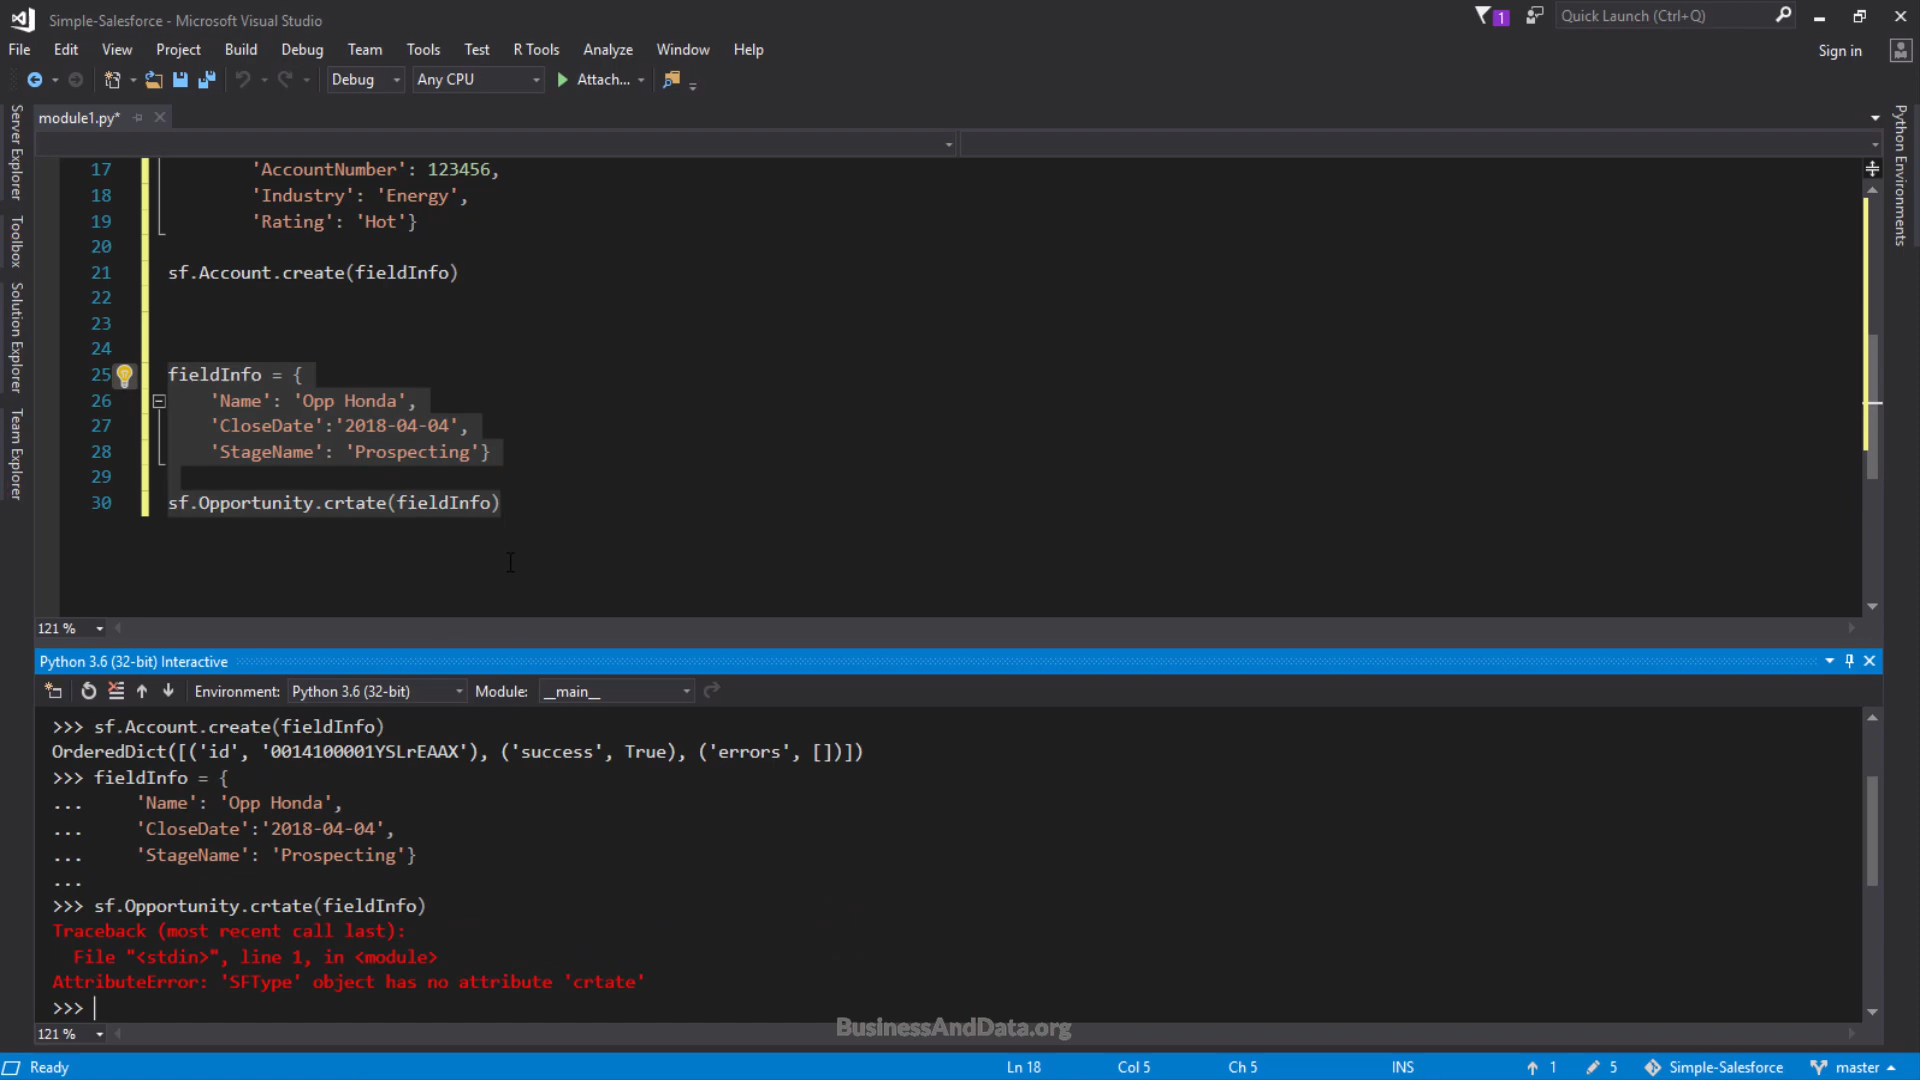 Simple-Salesforce - Microsoft Visual Studio
1
Quick Launch (Ctrl+Q)
File Edit View Project Build Debug Team Tools Test R Tools Analyze Window Help
Sign in
Debug Any CPU Attach...
Server Explorer
Toolbox
Solution Explorer
Team Explorer
Python Environments
module1.py*
17 'AccountNumber': 123456,
18 'Industry': 'Energy',
19 'Rating': 'Hot'}
20
21 sf.Account.create(fieldInfo)
22
23
24
25 fieldInfo = {
26 'Name': 'Opp Honda',
27 'CloseDate':'2018-04-04',
28 'StageName': 'Prospecting'}
29
30 sf.Opportunity.crtate(fieldInfo)
121 %
Python 3.6 (32-bit) Interactive
Environment: Python 3.6 (32-bit) Module: __main__
>>> sf.Account.create(fieldInfo)
OrderedDict([('id', '0014100001YSLrEAAX'), ('success', True), ('errors', [])])
>>> fieldInfo = {
... 'Name': 'Opp Honda',
... 'CloseDate':'2018-04-04',
... 'StageName': 'Prospecting'}
...
>>> sf.Opportunity.crtate(fieldInfo)
Traceback (most recent call last):
File "<stdin>", line 1, in <module>
AttributeError: 'SFType' object has no attribute 'crtate'
>>>
121 %
BusinessAndData.org
Ready Ln 18 Col 5 Ch 5 INS 1 5 Simple-Salesforce master